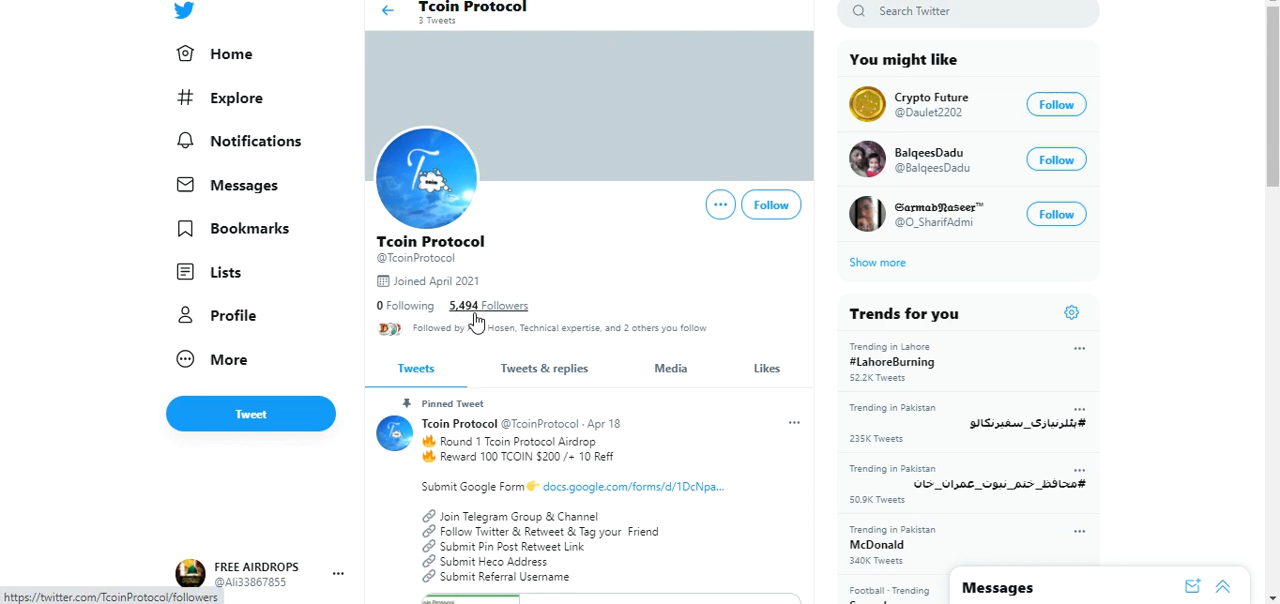 Tcoin Protocol
3 Tweets
Search Twitter
Home
Explore
Notifications
Messages
Bookmarks
Lists
Profile
More
Tweet
FREE AIRDROPS
@Ali33867855
https://twitter.com/TcoinProtocol/followers
Follow
Tcoin Protocol
@TcoinProtocol
Joined April 2021
0 Following 5,494 Followers
Followed by Hosen, Technical expertise, and 2 others you follow
Tweets Tweets & replies Media Likes
Pinned Tweet
Tcoin Protocol @TcoinProtocol · Apr 18
🔥 Round 1 Tcoin Protocol Airdrop
🔥 Reward 100 TCOIN $200 /+ 10 Reff
Submit Google Form👉 docs.google.com/forms/d/1DcNpa...
🔗 Join Telegram Group & Channel
🔗 Follow Twitter & Retweet & Tag your Friend
🔗 Submit Pin Post Retweet Link
🔗 Submit Heco Address
🔗 Submit Referral Username
You might like
Crypto Future
@Daulet2202
Follow
BalqeesDadu
@BalqeesDadu
Follow
𝕾𝖆𝖗𝖒𝖆𝖇𝕹𝖆𝖘𝖊𝖊𝖗™
@O_SharifAdmi
Follow
Show more
Trends for you
Trending in Lahore
#LahoreBurning
52.2K Tweets
Trending in Pakistan
#ہٹلرنیازی_سفیرنکالو
235K Tweets
Trending in Pakistan
#محافظ_ختم_نبوت_عمران_خان
50.9K Tweets
Trending in Pakistan
McDonald
340K Tweets
Football · Trending
Messages